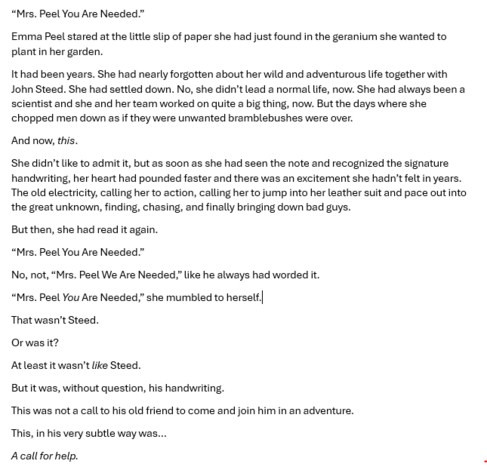 “Mrs. Peel You Are Needed.”
Emma Peel stared at the little slip of paper she had just found in the geranium she wanted to
plant in her garden.
It had been years. She had nearly forgotten about her wild and adventurous life together with
John Steed. She had settled down. No, she didn’t lead a normal life, now. She had always been a
scientist and she and her team worked on quite a big thing, now. But the days where she
chopped men down as if they were unwanted bramblebushes were over.
And now, this.
She didn’t like to admit it, but as soon as she had seen the note and recognized the signature
handwriting, her heart had pounded faster and there was an excitement she hadn’t felt in years.
The old electricity, calling her to action, calling her to jump into her leather suit and pace out into
the great unknown, finding, chasing, and finally bringing down bad guys.
But then, she had read it again.
“Mrs. Peel You Are Needed.”
No, not, “Mrs. Peel We Are Needed,” like he always had worded it.
“Mrs. Peel You Are Needed,” she mumbled to herself.
That wasn’t Steed.
Or was it?
At least it wasn’t like Steed.
But it was, without question, his handwriting.
This was not a call to his old friend to come and join him in an adventure.
This, in his very subtle way was...
A call for help.